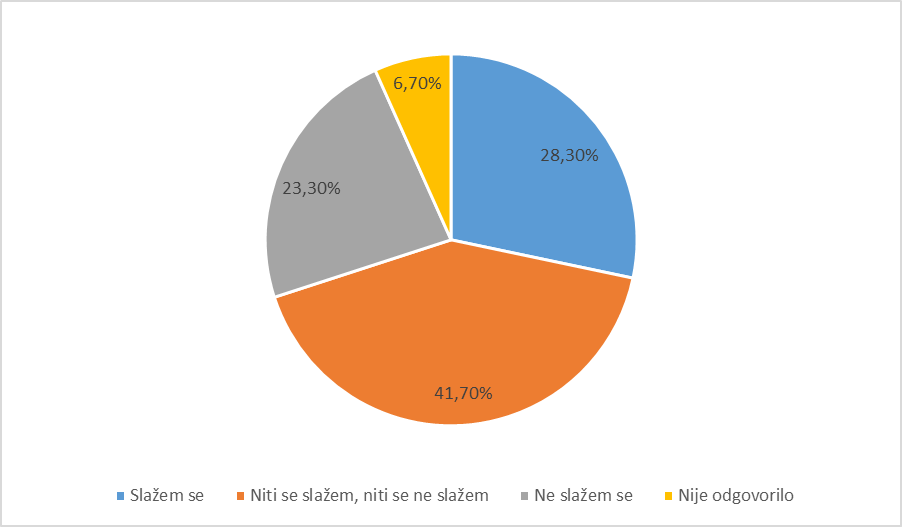 6,70%
28,30%
23,30%
41,70%
Slažem se
Niti se slažem, niti se ne slažem
Ne slažem se
Nije odgovorilo